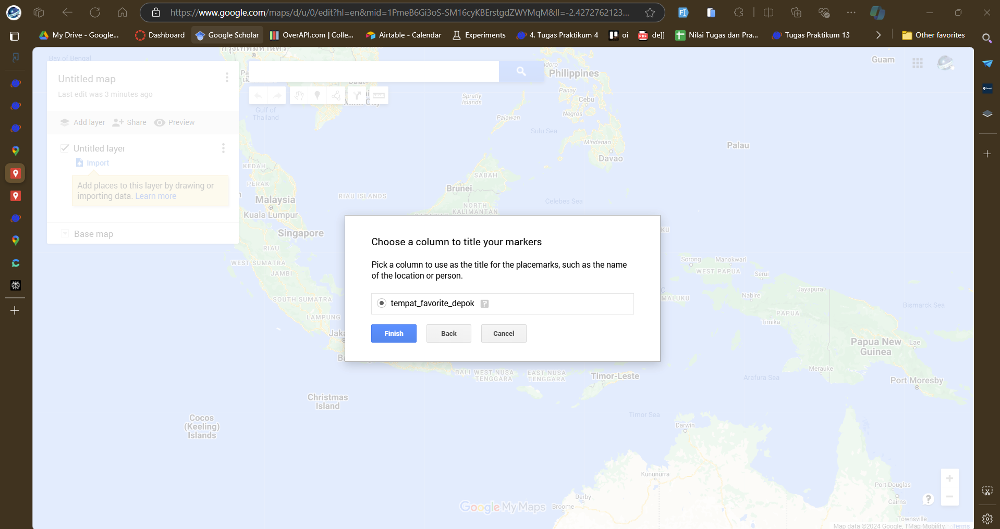 https://www.google.com/maps/d/u/0/edit?hl=en&mid=1PmeB6Gi3oS-SM16cyKBErstgdZWYMqM&ll=-2.4272762123...
My Drive - Google...
Dashboard
Google Scholar
OverAPI.com | Colle...
Airtable - Calendar
Experiments
4. Tugas Praktikum 4
oi
de]]
Nilai Tugas dan Pra...
Tugas Praktikum 13
Other favorites
Bay of Bengal
Untitled map
Last edit was 3 minutes ago
Add layer
Share
Preview
Untitled layer
Import
Add places to this layer by drawing or
importing data. Learn more
Base map
Guam
Philippines
Panay
Cebu
Negros
Spratly
Islands
Palawan
Gulf of
Thailand
Sulu Sea
Mindanao
Davao
Palau
KEDAH
PERAK
SABAH
Brunei
RIAU ISLANDS
Malaysia
Celebes Sea
NORTH
KALIMANTAN
Kuala Lumpur
Singapore
RIAU
WEST SUMATRA
JAMBI
SOUTH SUMATRA
LAMPUNG
Choose a column to title your markers
Pick a column to use as the title for the placemarks, such as the name
of the location or person.
tempat_favorite_depok
Finish
Back
Cancel
Sorong
Manokwari
WEST PAPUA
Serui
Jayapura
Nabire
MALUKU
Bismarck Sea
PAPUA
Timika
Papua New
Guinea
Lae
Merauke
Port Moresby
BALI
WEST NUSA
TENGGARA
EAST NUSA
TENGGARA
Timor-Leste
Arafura Sea
Christmas
Island
Timor Sea
Cocos
(Keeling)
Islands
Darwin
Kununurra
Port Douglas
Derby
Cairns
Broome
Google My Maps
Townsville
Map data ©2024 Google, TMap Mobility
Terms